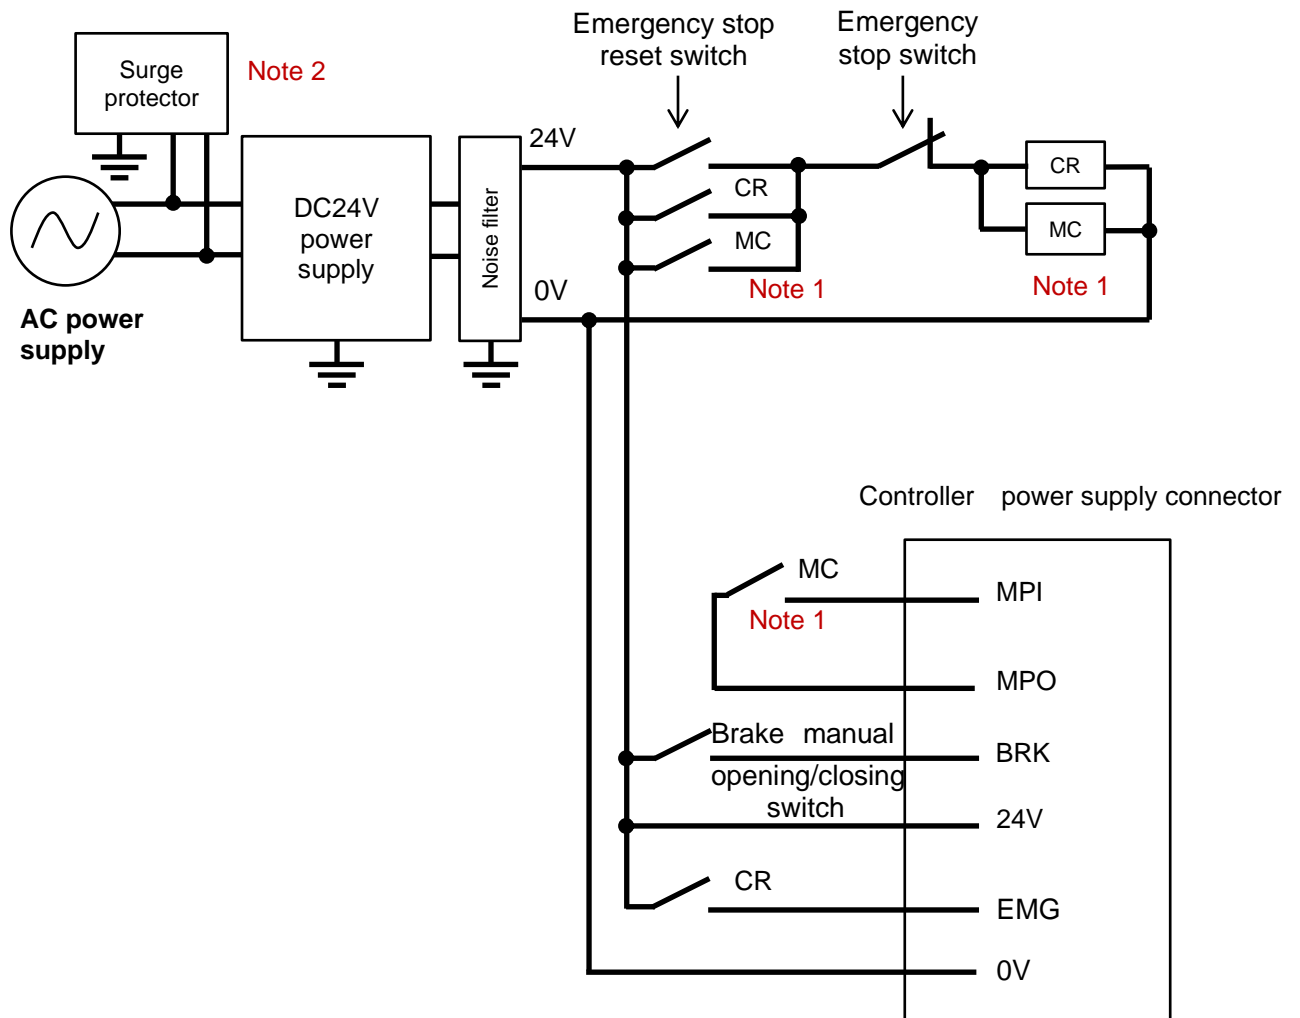 Emergency stop
reset switch
Emergency
stop switch
Surge
protector
Note 2
24V
CR
CR
DC24V
power
supply
Noise filter
MC
MC
Note 1
Note 1
0V
AC power
supply
Controller power supply connector
MC
MPI
Note 1
MPO
Brake manual
opening/closing
switch
BRK
24V
CR
EMG
0V